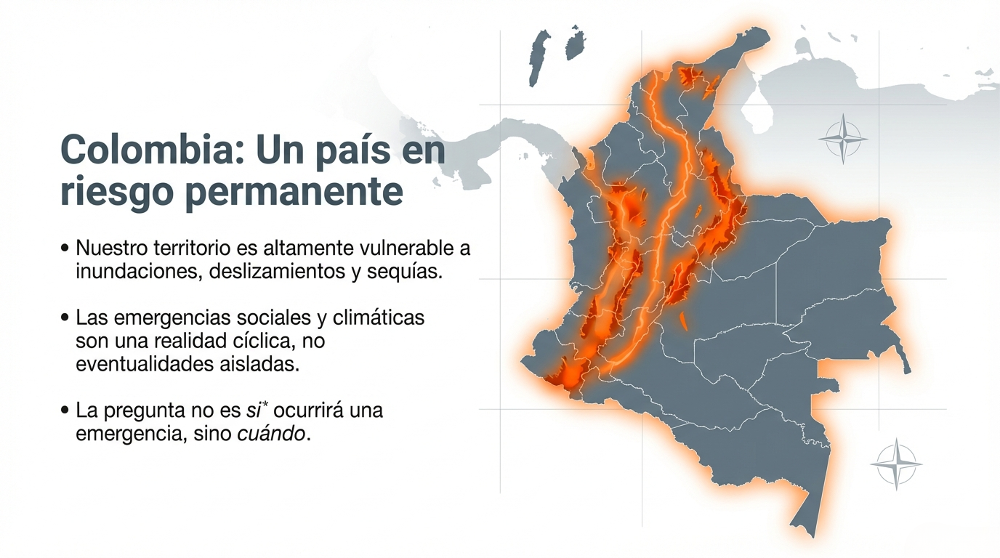 Colombia: Un país en
riesgo permanente
• Nuestro territorio es altamente vulnerable a
inundaciones, deslizamientos y sequías.
• Las emergencias sociales y climáticas
son una realidad cíclica, no
eventualidades aisladas.
• La pregunta no es si* ocurrirá una
emergencia, sino cuándo.